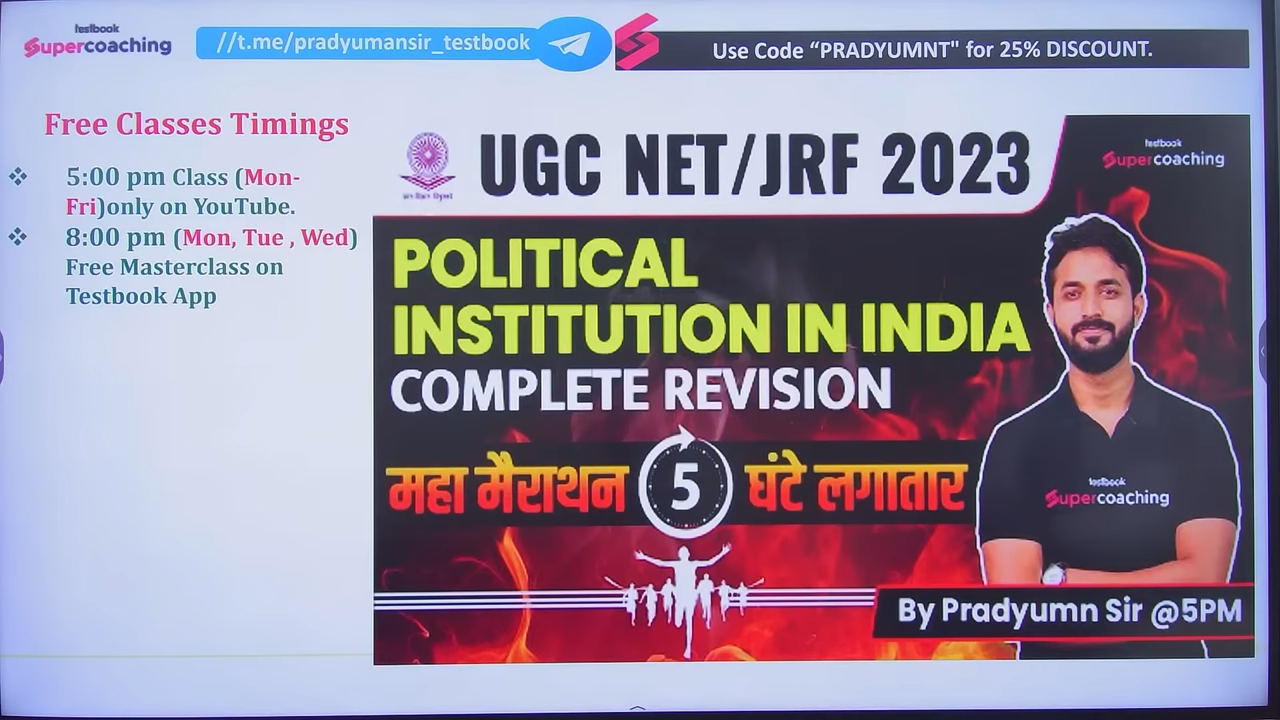 testbook
Supercoaching
//t.me/pradyumansir_testbook
Use Code “PRADYUMNT" for 25% DISCOUNT.
Free Classes Timings
❖ 5:00 pm Class (Mon-
Fri)only on YouTube.
❖ 8:00 pm (Mon, Tue , Wed)
Free Masterclass on
Testbook App
UGC NET/JRF 2023
testbook
Supercoaching
POLITICAL
INSTITUTION IN INDIA
COMPLETE REVISION
महा मैराथन 5 घंटे लगातार
testbook
Supercoaching
By Pradyumn Sir @5PM